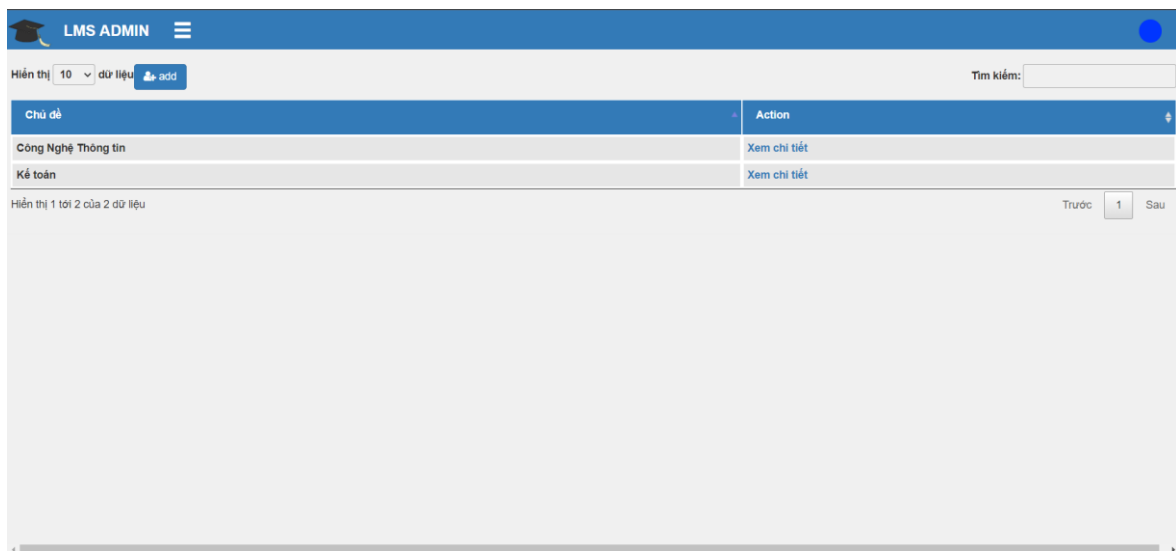 LMS ADMIN
Hiển thị 10 dữ liệu add Tìm kiếm:
Chủ đề Action
Công Nghệ Thông tin Xem chi tiết
Kế toán Xem chi tiết
Hiển thị 1 tới 2 của 2 dữ liệu Trước 1 Sau